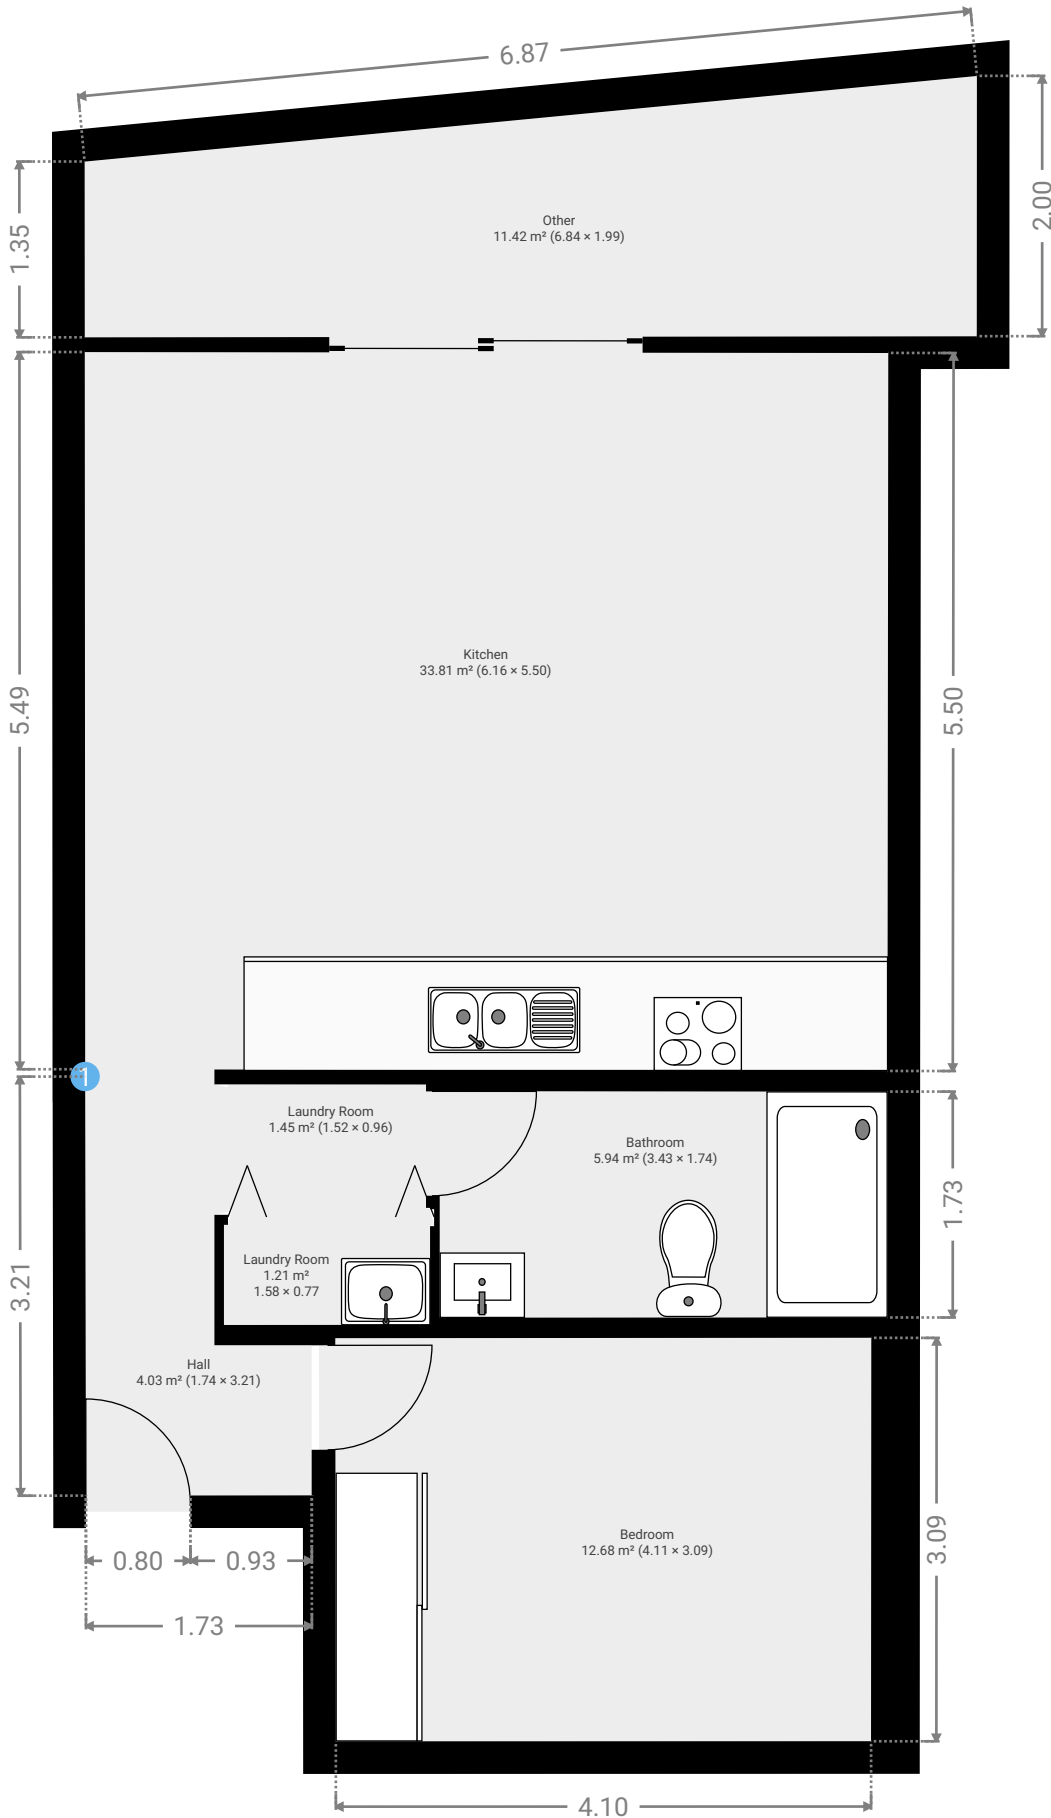 6.87
2.00
1.35
Other
11.42 m² (6.84 × 1.99)
5.49
Kitchen
33.81 m² (6.16 × 5.50)
5.50
1
Laundry Room
1.45 m² (1.52 × 0.96)
Bathroom
5.94 m² (3.43 × 1.74)
1.73
3.21
Laundry Room
1.21 m²
1.58 × 0.77
Hall
4.03 m² (1.74 × 3.21)
Bedroom
12.68 m² (4.11 × 3.09)
3.09
0.80
0.93
1.73
4.10